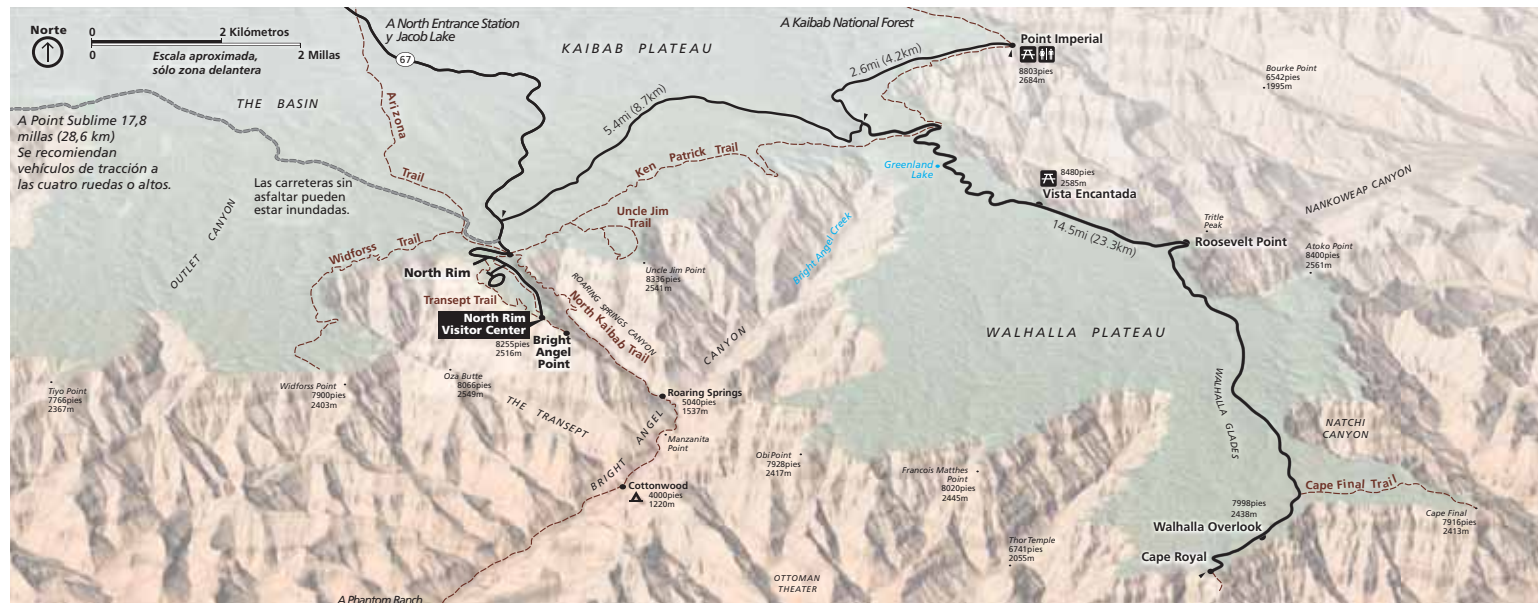 Norte
0
2 Kilómetros
0
2 Millas
Escala aproximada,
sólo zona delantera
A North Entrance Station
y Jacob Lake
67
KAIBAB PLATEAU
A Kaibab National Forest
Point Imperial
8803pies
2684m
2.6mi (4.2km)
Bourke Point
6542pies
1995m
THE BASIN
A Point Sublime 17,8
millas (28,6 km)
Se recomiendan
vehículos de tracción a
las cuatro ruedas o altos.
Las carreteras sin
asfaltar pueden
estar inundadas.
Arizona
Trail
5.4mi (8.7km)
Ken Patrick Trail
Greenland
Lake
8480pies
2585m
Vista Encantada
NANKOWEAP CANYON
14.5mi (23.3km)
Tritle
Peak
Roosevelt Point
Atoko Point
8400pies
2561m
OUTLET CANYON
Widforss Trail
Uncle Jim
Trail
Bright Angel Creek
North Rim
Uncle Jim Point
8336pies
2541m
ROARING SPRINGS CANYON
Transept Trail
North Kaibab Trail
North Rim
Visitor Center
8255pies
2516m
Bright
Angel
Point
WALHALLA PLATEAU
WALHALLA GLADES
Tiyo Point
7766pies
2367m
Widforss Point
7900pies
2403m
Oza Butte
8066pies
2549m
THE TRANSEPT
Roaring Springs
5040pies
1537m
BRIGHT ANGEL CANYON
Manzanita
Point
Obi Point
7928pies
2417m
Francois Matthes
Point
8020pies
2445m
NATCHI
CANYON
Cottonwood
4000pies
1220m
Cape Final Trail
7998pies
2438m
Walhalla Overlook
Cape Final
7916pies
2413m
Thor Temple
6741pies
2055m
Cape Royal
OTTOMAN
THEATER
A Phantom Ranch